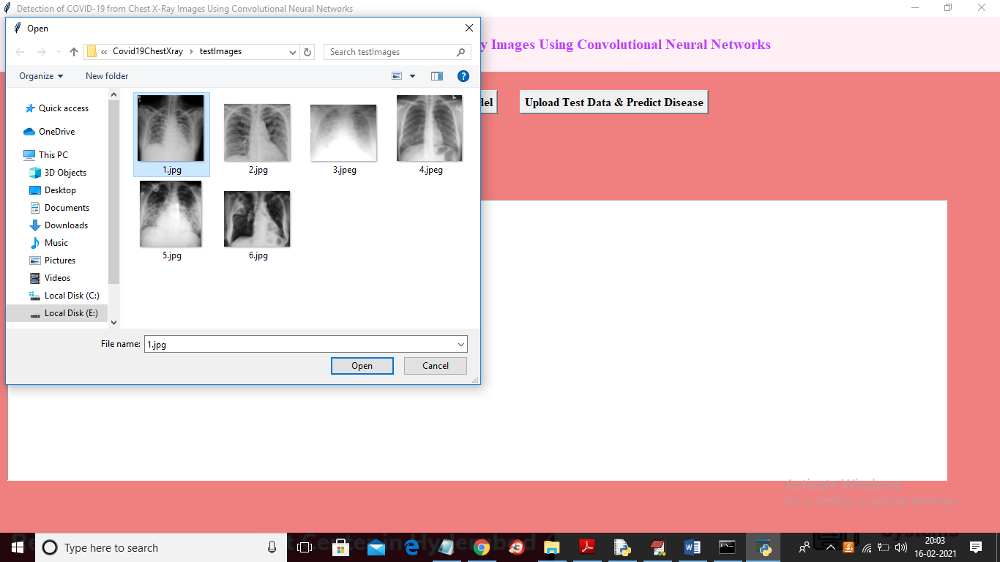 Detection of COVID-19 from Chest X-Ray Images Using Convolutional Neural Networks
Open
y Images Using Convolutional Neural Networks
« Covid19ChestXray › testImages
Search testImages
Organize
New folder
Upload Test Data & Predict Disease
Quick access
OneDrive
This PC
3D Objects
Desktop
Documents
Downloads
Music
Pictures
Videos
Local Disk (C:)
Local Disk (E:)
1.jpg
2.jpg
3.jpeg
4.jpeg
5.jpg
6.jpg
File name:
1.jpg
Open
Cancel
Activate Windows
Go to Settings to activate Windows.
Type here to search
20:03
16-02-2021